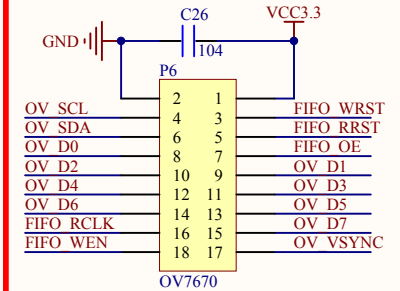 C26
VCC3.3
GND
104
P6
2 1
OV_SCL 4 3 FIFO_WRST
OV_SDA 6 5 FIFO_RRST
OV_D0 8 7 FIFO_OE
OV_D2 10 9 OV_D1
OV_D4 12 11 OV_D3
OV_D6 14 13 OV_D5
FIFO_RCLK 16 15 OV_D7
FIFO_WEN 18 17 OV_VSYNC
OV7670